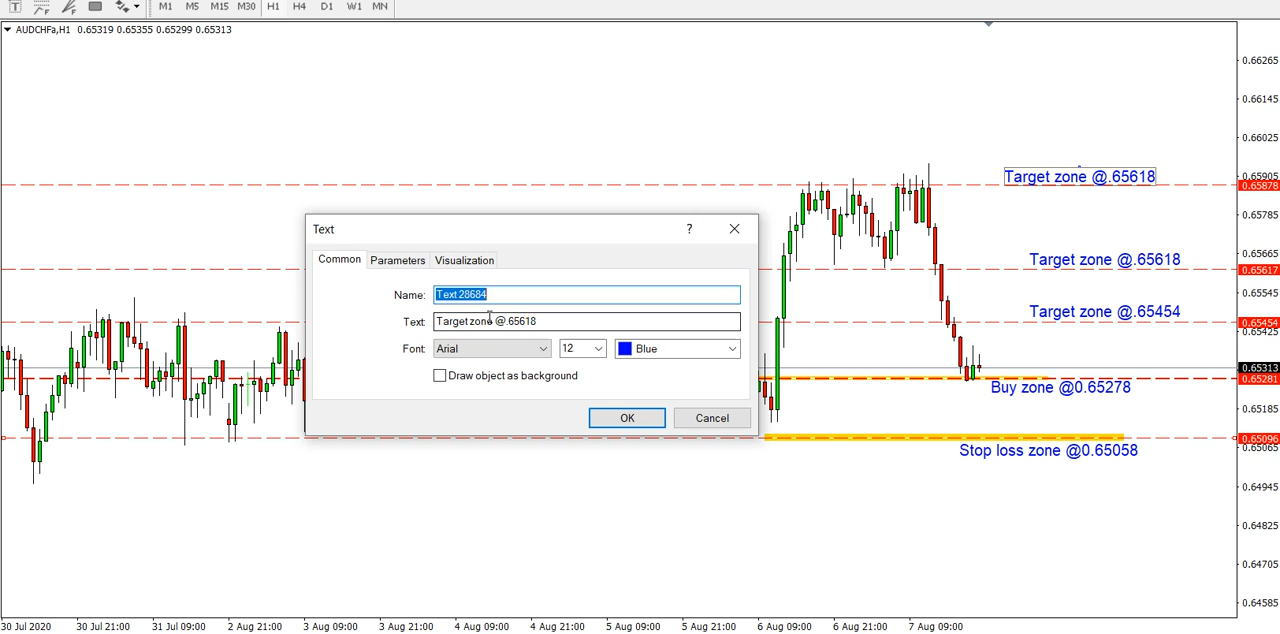 T F F M1 M5 M15 M30 H1 H4 D1 W1 MN
AUDCHFa,H1 0.65319 0.65355 0.65299 0.65313
0.66265
0.66145
0.66025
0.65905
0.65878
0.65785
0.65665
0.65617
0.65545
0.65454
0.65425
0.65313
0.65281
0.65185
0.65096
0.65065
0.64945
0.64825
0.64705
0.64585
Target zone @.65618
Target zone @.65618
Target zone @.65454
Buy zone @0.65278
Stop loss zone @0.65058
Text ?
Common Parameters Visualization
Name: Text 28684
Text: Target zone @.65618
Font: Arial 12 Blue
Draw object as background
OK Cancel
30 Jul 2020 30 Jul 21:00 31 Jul 09:00 2 Aug 21:00 3 Aug 09:00 3 Aug 21:00 4 Aug 09:00 4 Aug 21:00 5 Aug 09:00 5 Aug 21:00 6 Aug 09:00 6 Aug 21:00 7 Aug 09:00